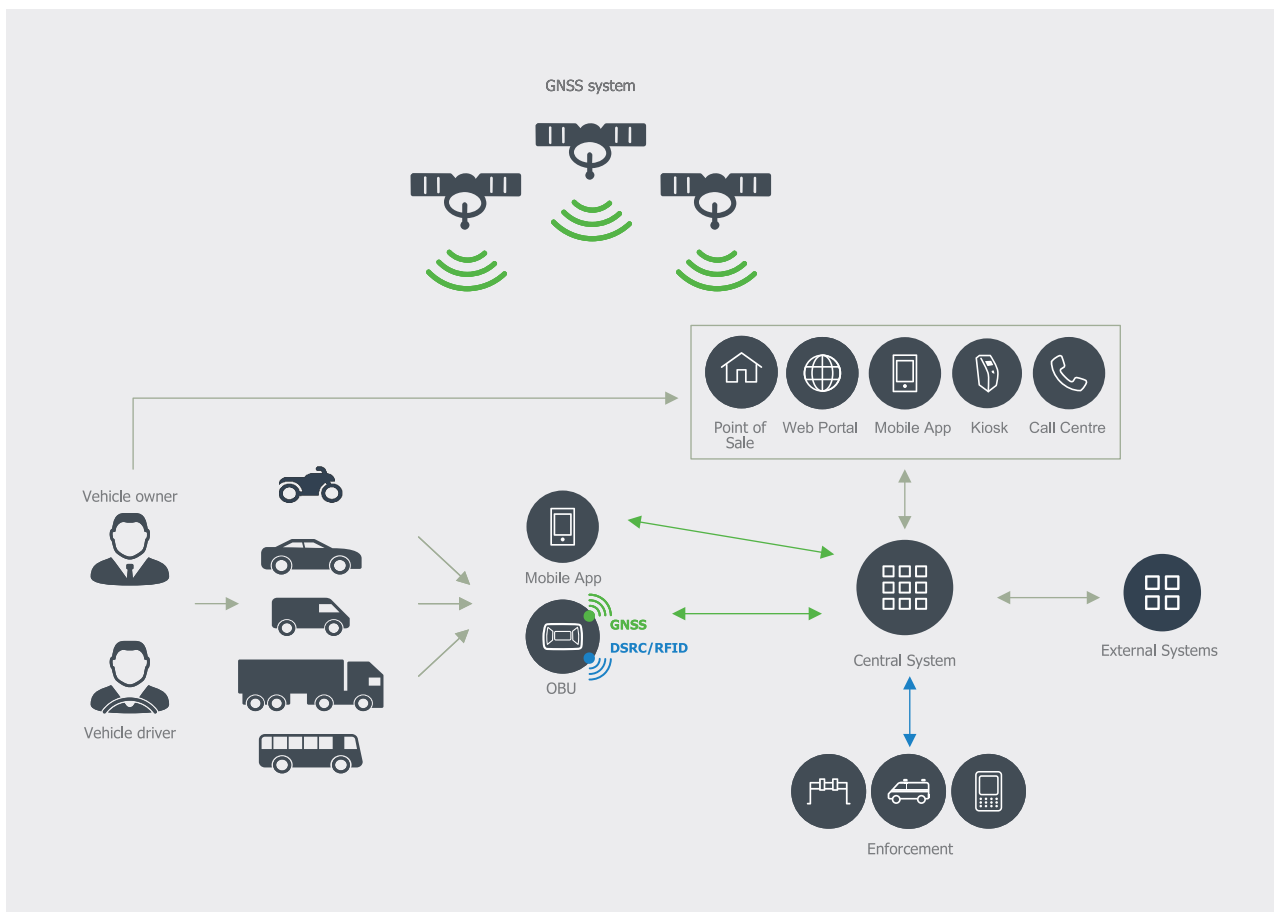 GNSS system
Point of
Sale
Web Portal
Mobile App
Kiosk
Call Centre
Vehicle owner
Mobile App
GNSS
DSRC/RFID
OBU
Vehicle driver
Central System
External Systems
Enforcement